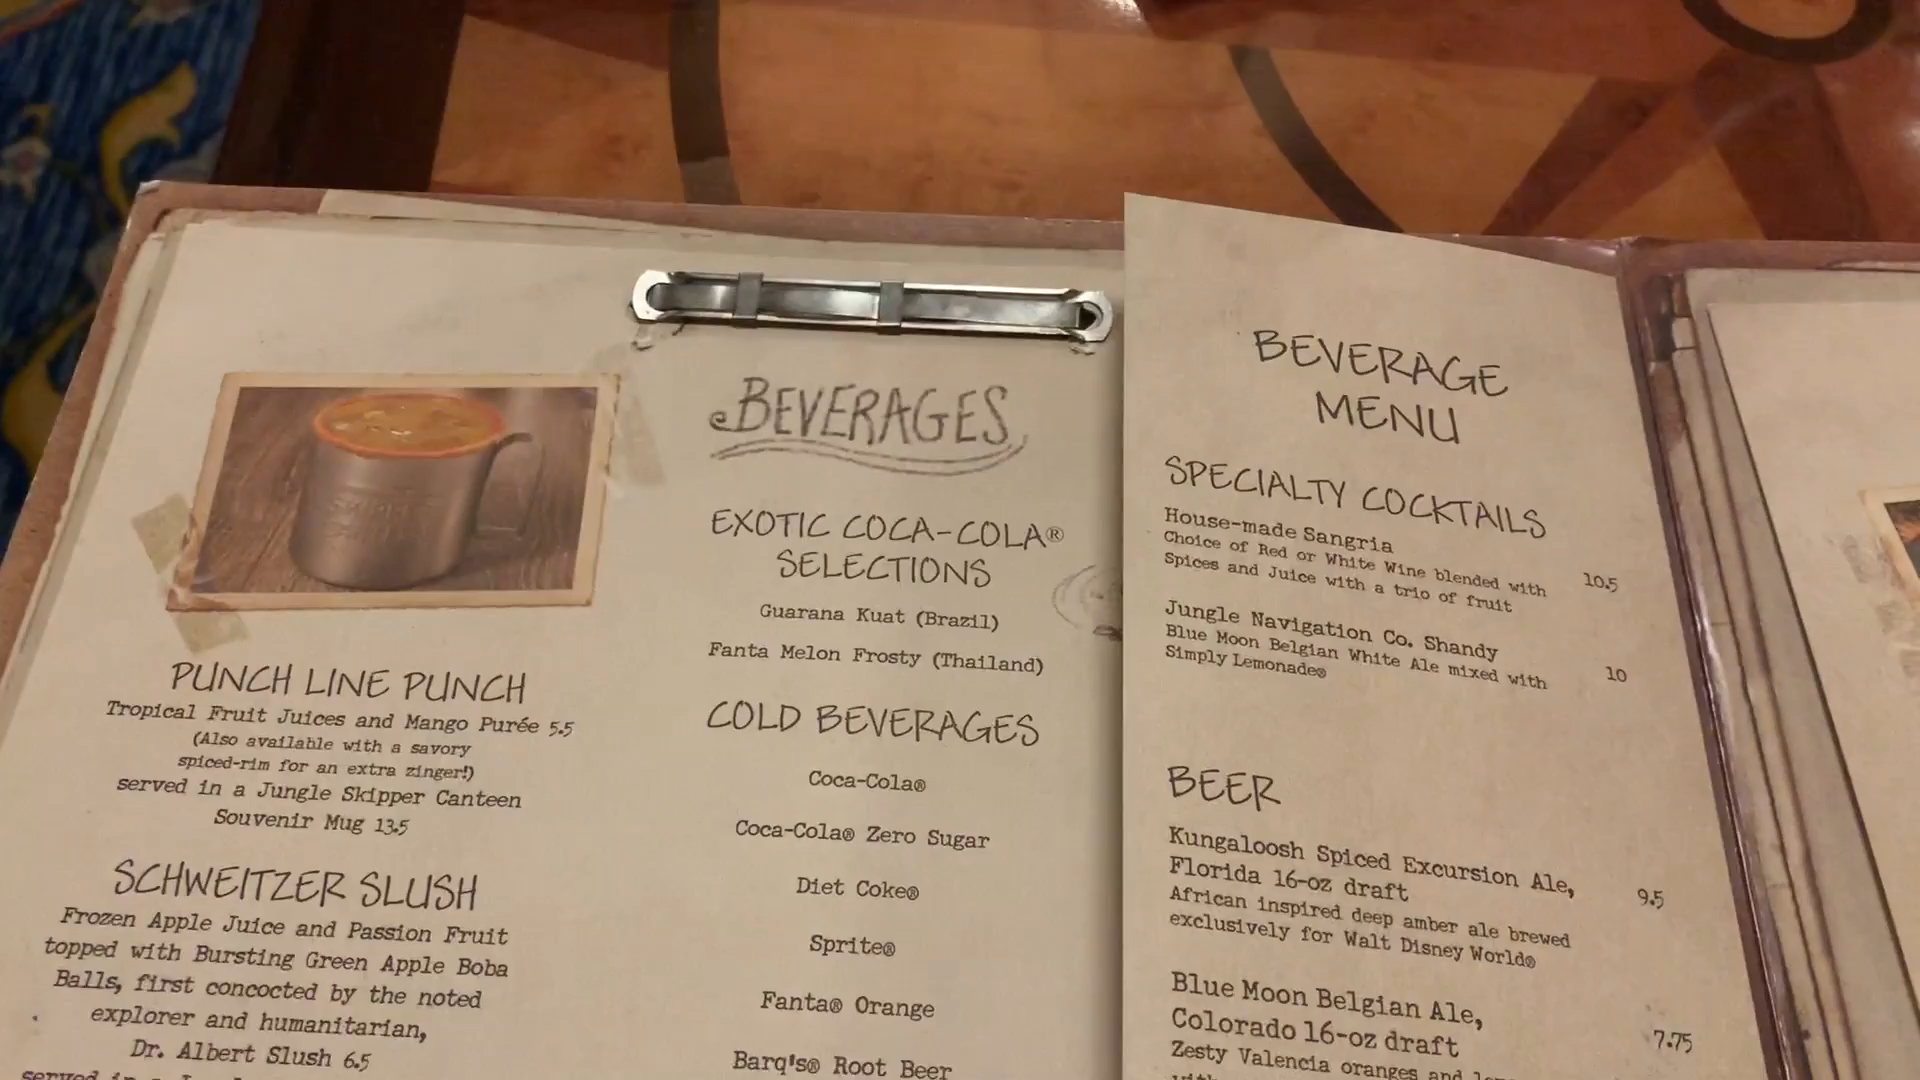 PUNCH LINE PUNCH
Tropical Fruit Juices and Mango Purée 5.5
(Also available with a savory
spiced-rim for an extra zinger!)
served in a Jungle Skipper Canteen
Souvenir Mug 13.5
SCHWEITZER SLUSH
Frozen Apple Juice and Passion Fruit
topped with Bursting Green Apple Boba
Balls, first concocted by the noted
explorer and humanitarian,
Dr. Albert Slush 6.5
served in a
BEVERAGES
EXOTIC COCA-COLA®
SELECTIONS
Guarana Kuat (Brazil)
Fanta Melon Frosty (Thailand)
COLD BEVERAGES
Coca-Cola®
Coca-Cola® Zero Sugar
Diet Coke®
Sprite®
Fanta® Orange
Barq's® Root Beer
BEVERAGE
MENU
SPECIALTY COCKTAILS
House-made Sangria
Choice of Red or White Wine blended with 10.5
Spices and Juice with a trio of fruit
Jungle Navigation Co. Shandy
Blue Moon Belgian White Ale mixed with 10
Simply Lemonade®
BEER
Kungaloosh Spiced Excursion Ale, 9.5
Florida 16-oz draft
African inspired deep amber ale brewed
exclusively for Walt Disney World®
Blue Moon Belgian Ale,
Colorado 16-oz draft 7.75
Zesty Valencia oranges and